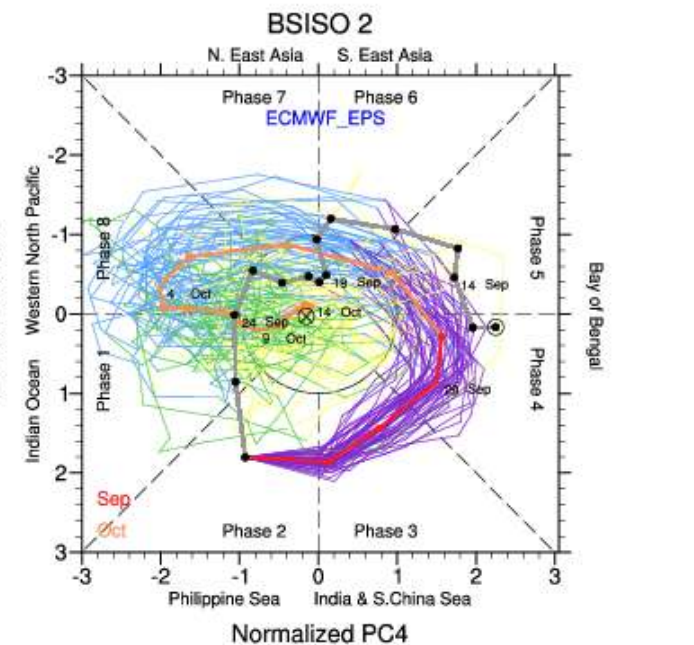 BSISO 2
N. East Asia S. East Asia
-3
Phase 7 Phase 6
ECMWF_EPS
-2
Western North Pacific
Phase 8
Phase 5
Bay of Bengal
-1
19 Sep
14 Sep
4 Oct
0
24 Sep
14 Oct
9 Oct
Indian Ocean
Phase 1
Phase 4
1
29 Sep
2
Sep
Oct
Phase 2 Phase 3
3
-3 -2 -1 0 1 2 3
Philippine Sea India & S.China Sea
Normalized PC4